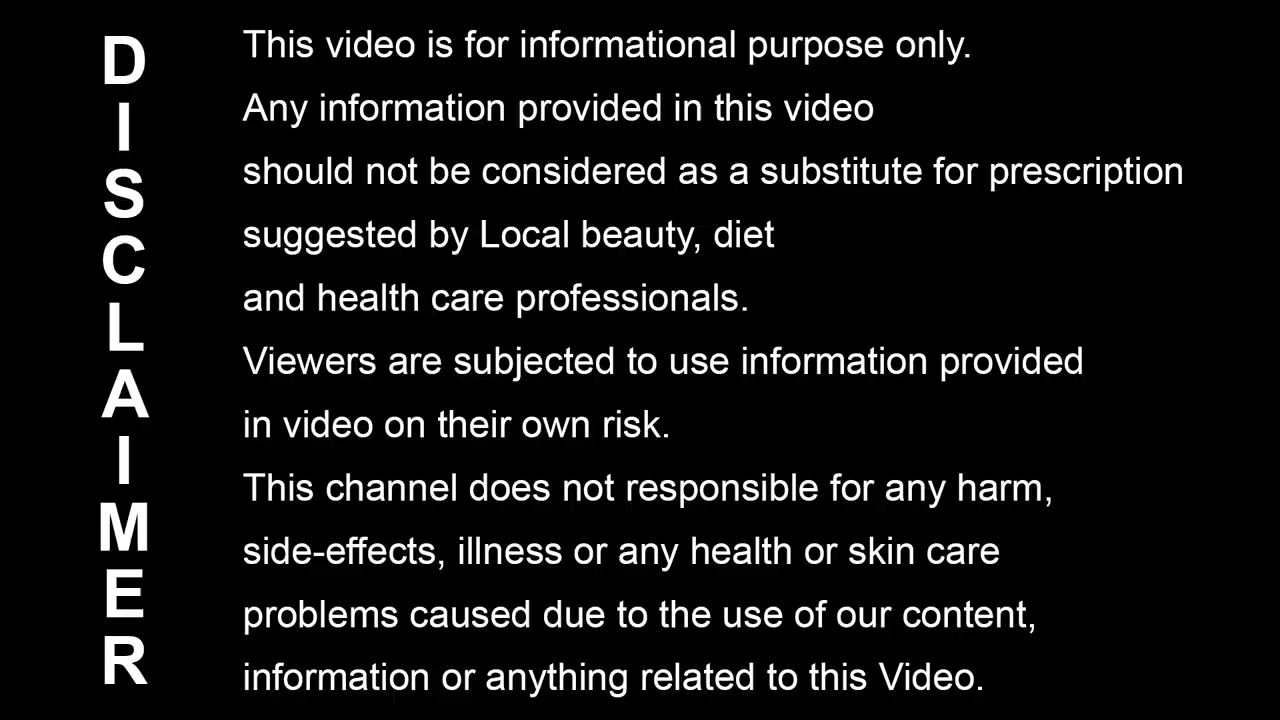 DISCLAIMER
This video is for informational purpose only.
Any information provided in this video
should not be considered as a substitute for prescription
suggested by Local beauty, diet
and health care professionals.
Viewers are subjected to use information provided
in video on their own risk.
This channel does not responsible for any harm,
side-effects, illness or any health or skin care
problems caused due to the use of our content,
information or anything related to this Video.